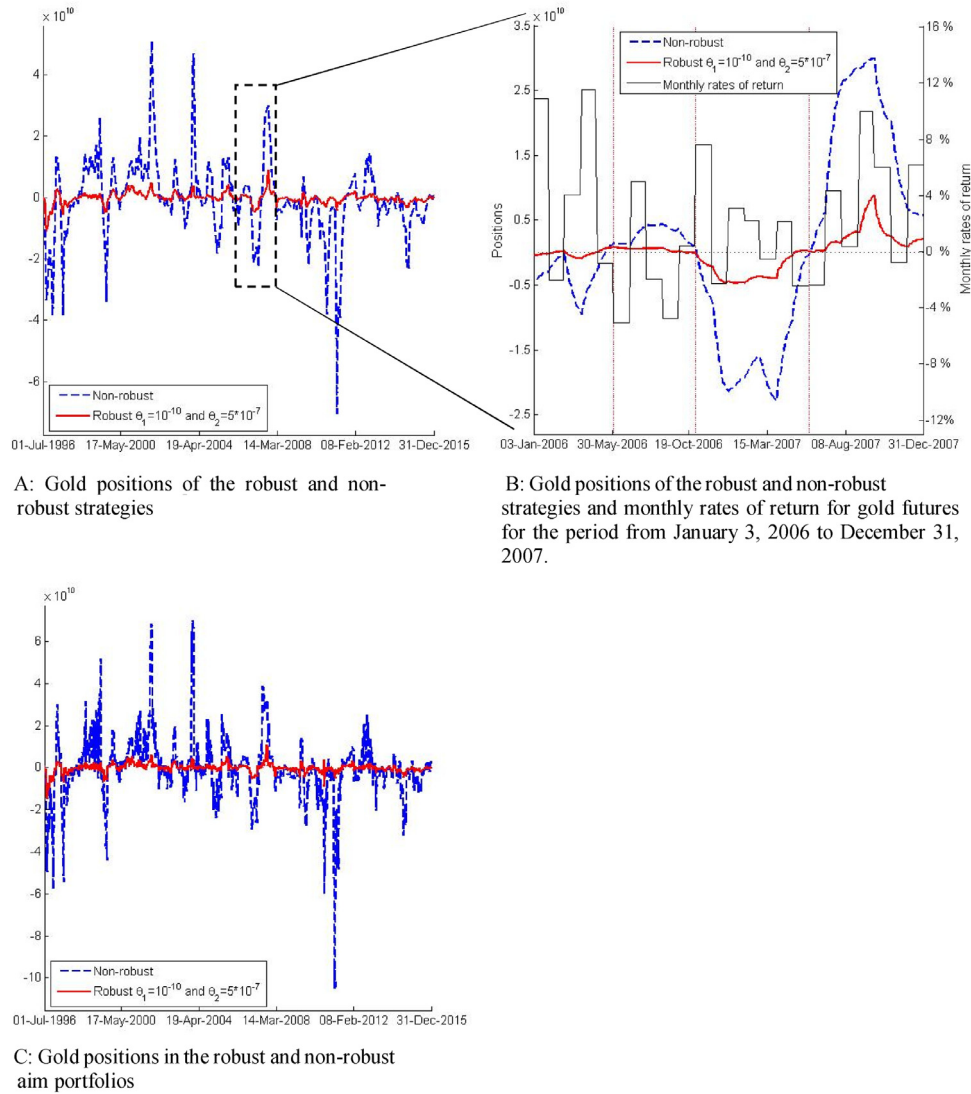 × 10^10
4
2
0
-2
-4
-6
Non-robust
Robust θ_1=10^-10 and θ_2=5*10^-7
01-Jul-1996 17-May-2000 19-Apr-2004 14-Mar-2008 08-Feb-2012 31-Dec-2015
A: Gold positions of the robust and non-
robust strategies
× 10^10
3.5
2.5
1.5
0.5
-0.5
-1.5
-2.5
Positions
Non-robust
Robust θ_1=10^-10 and θ_2=5*10^-7
Monthly rates of return
16 %
12 %
8 %
4 %
0 %
-4 %
-8 %
-12%
Monthly rates of return
03-Jan-2006 30-May-2006 19-Oct-2006 15-Mar-2007 08-Aug-2007 31-Dec-2007
B: Gold positions of the robust and non-robust
strategies and monthly rates of return for gold futures
for the period from January 3, 2006 to December 31,
2007.
× 10^10
6
4
2
0
-2
-4
-6
-8
-10
Non-robust
Robust θ_1=10^-10 and θ_2=5*10^-7
01-Jul-1996 17-May-2000 19-Apr-2004 14-Mar-2008 08-Feb-2012 31-Dec-2015
C: Gold positions in the robust and non-robust
aim portfolios